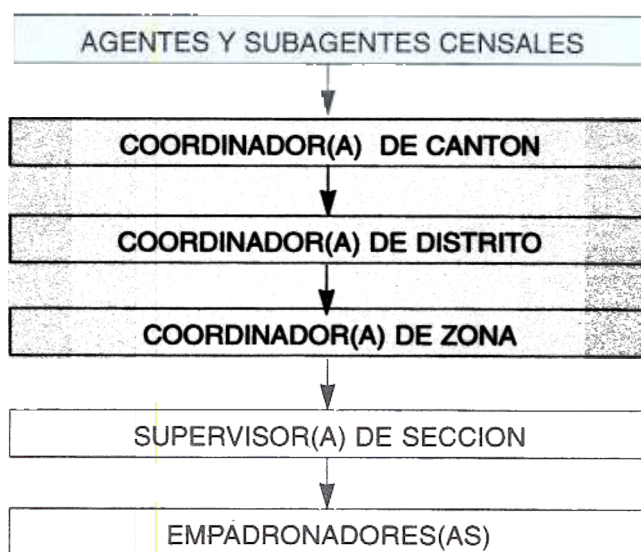 AGENTES Y SUBAGENTES CENSALES
COORDINADOR(A) DE CANTON
COORDINADOR(A) DE DISTRITO
COORDINADOR(A) DE ZONA
SUPERVISOR(A) DE SECCION
EMPADRONADORES(AS)